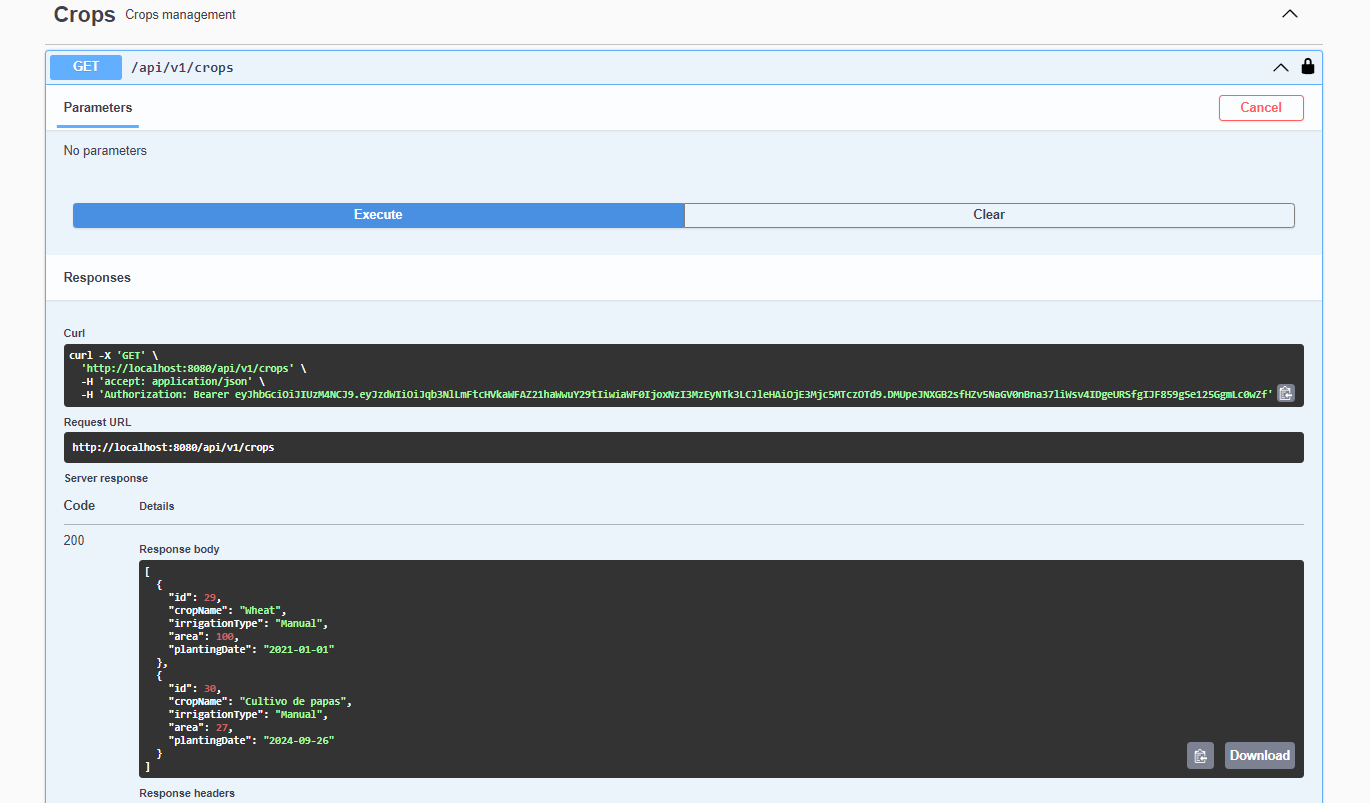 Crops Crops management
GET /api/v1/crops
Parameters
Cancel
No parameters
Execute
Clear
Responses
Curl
curl -X 'GET' \
  'http://localhost:8080/api/v1/crops' \
  -H 'accept: application/json' \
  -H 'Authorization: Bearer
Request URL
http://localhost:8080/api/v1/crops
Server response
Code Details
200
Response body
[
  {
    "id": 29,
    "cropName": "Wheat",
    "irrigationType": "Manual",
    "area": 100,
    "plantingDate": "2021-01-01"
  },
  {
    "id": 30,
    "cropName": "Cultivo de papas",
    "irrigationType": "Manual",
    "area": 27,
    "plantingDate": "2024-09-26"
  }
]
Download
Response headers